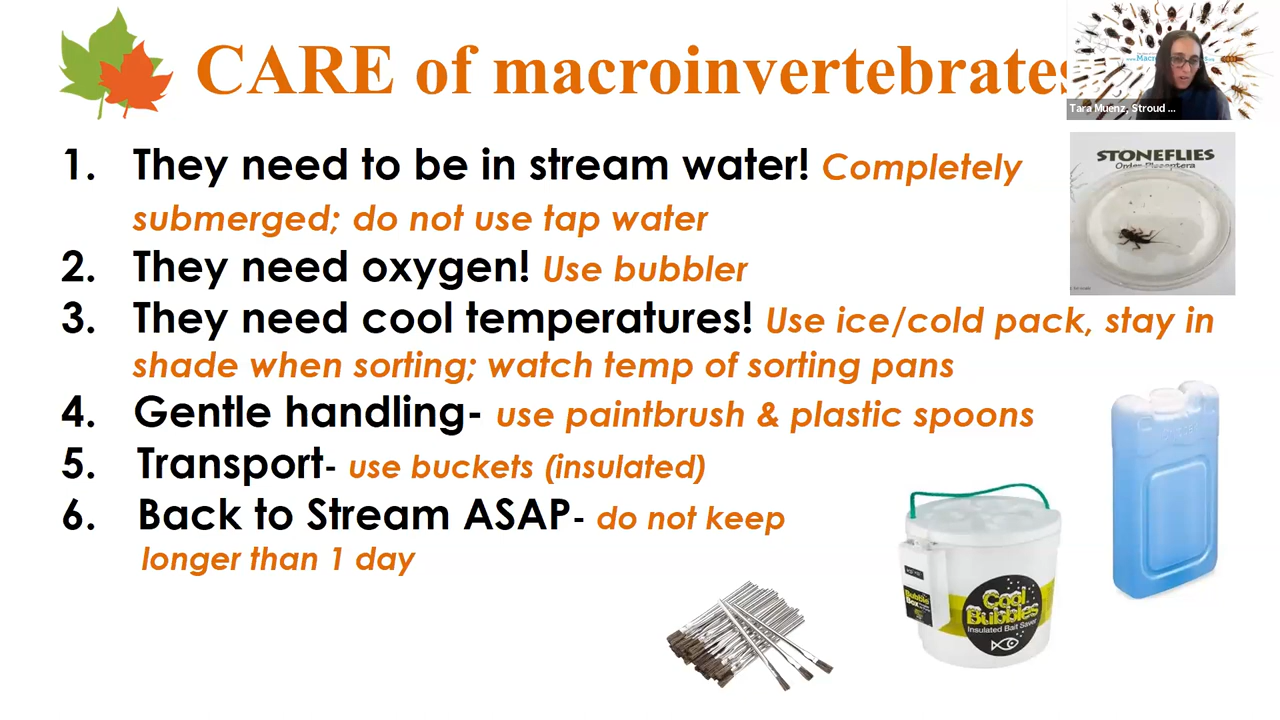 CARE of macroinvertebrates
Tara Muenz, Stroud ...
1. They need to be in stream water! Completely
submerged; do not use tap water
STONEFLIES
Order Plecoptera
2. They need oxygen! Use bubbler
3. They need cool temperatures! Use ice/cold pack, stay in
shade when sorting; watch temp of sorting pans
4. Gentle handling- use paintbrush & plastic spoons
5. Transport- use buckets (insulated)
6. Back to Stream ASAP- do not keep
longer than 1 day
Bubble
Box
Cool
Bubbles
Insulated Bait Saver